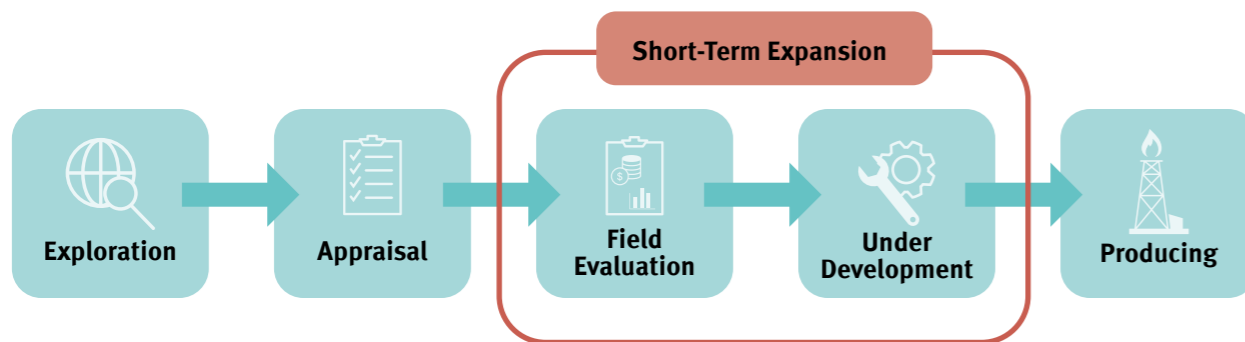 Short-Term Expansion
Exploration
Appraisal
Field
Evaluation
$
Under
Development
Producing